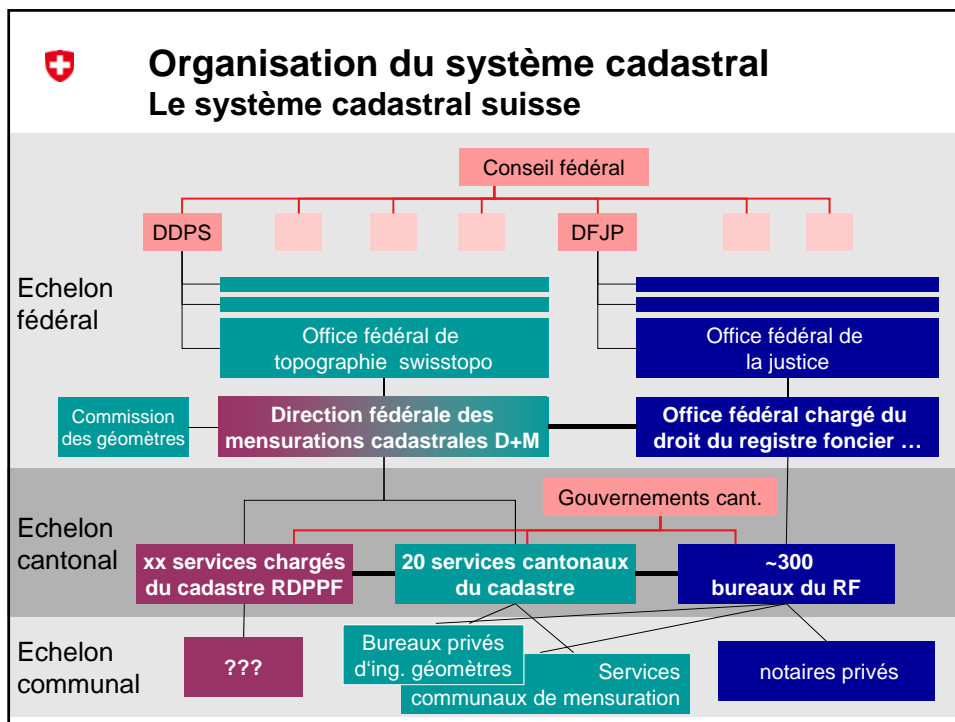 Organisation du système cadastral
Le système cadastral suisse
Conseil fédéral
DDPS
DFJP
Echelon
fédéral
Office fédéral de
topographie swisstopo
Office fédéral de
la justice
Commission
des géomètres
Direction fédérale des
mensurations cadastrales D+M
Office fédéral chargé du
droit du registre foncier …
Echelon
cantonal
Gouvernements cant.
xx services chargés
du cadastre RDPPF
20 services cantonaux
du cadastre
~300
bureaux du RF
Echelon
communal
???
Bureaux privés
d‘ing. géomètres
Services
communaux de mensuration
notaires privés